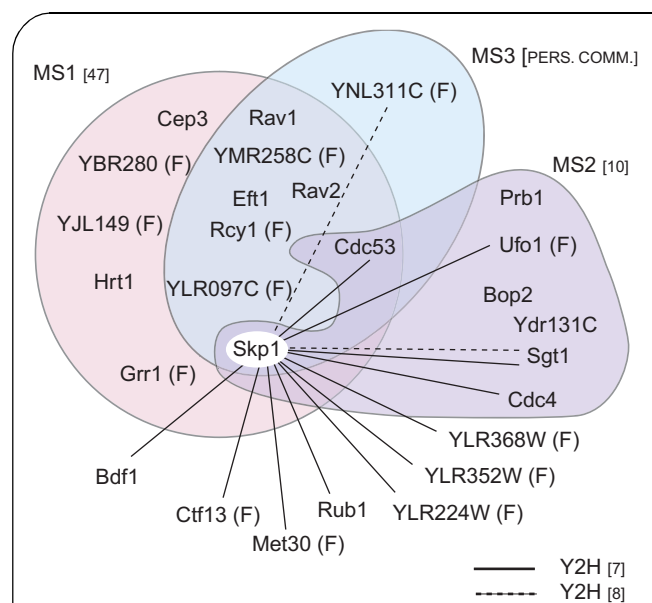 MS1 [47]
MS3 [PERS. COMM.]
YNL311C (F)
Cep3
Rav1
YBR280 (F)
YMR258C (F)
MS2 [10]
Eft1
Rav2
Prb1
YJL149 (F)
Rcy1 (F)
Cdc53
Ufo1 (F)
Hrt1
YLR097C (F)
Bop2
Ydr131C
Skp1
Sgt1
Grr1 (F)
Cdc4
YLR368W (F)
Bdf1
YLR352W (F)
Ctf13 (F)
Rub1
YLR224W (F)
Met30 (F)
Y2H [7]
Y2H [8]